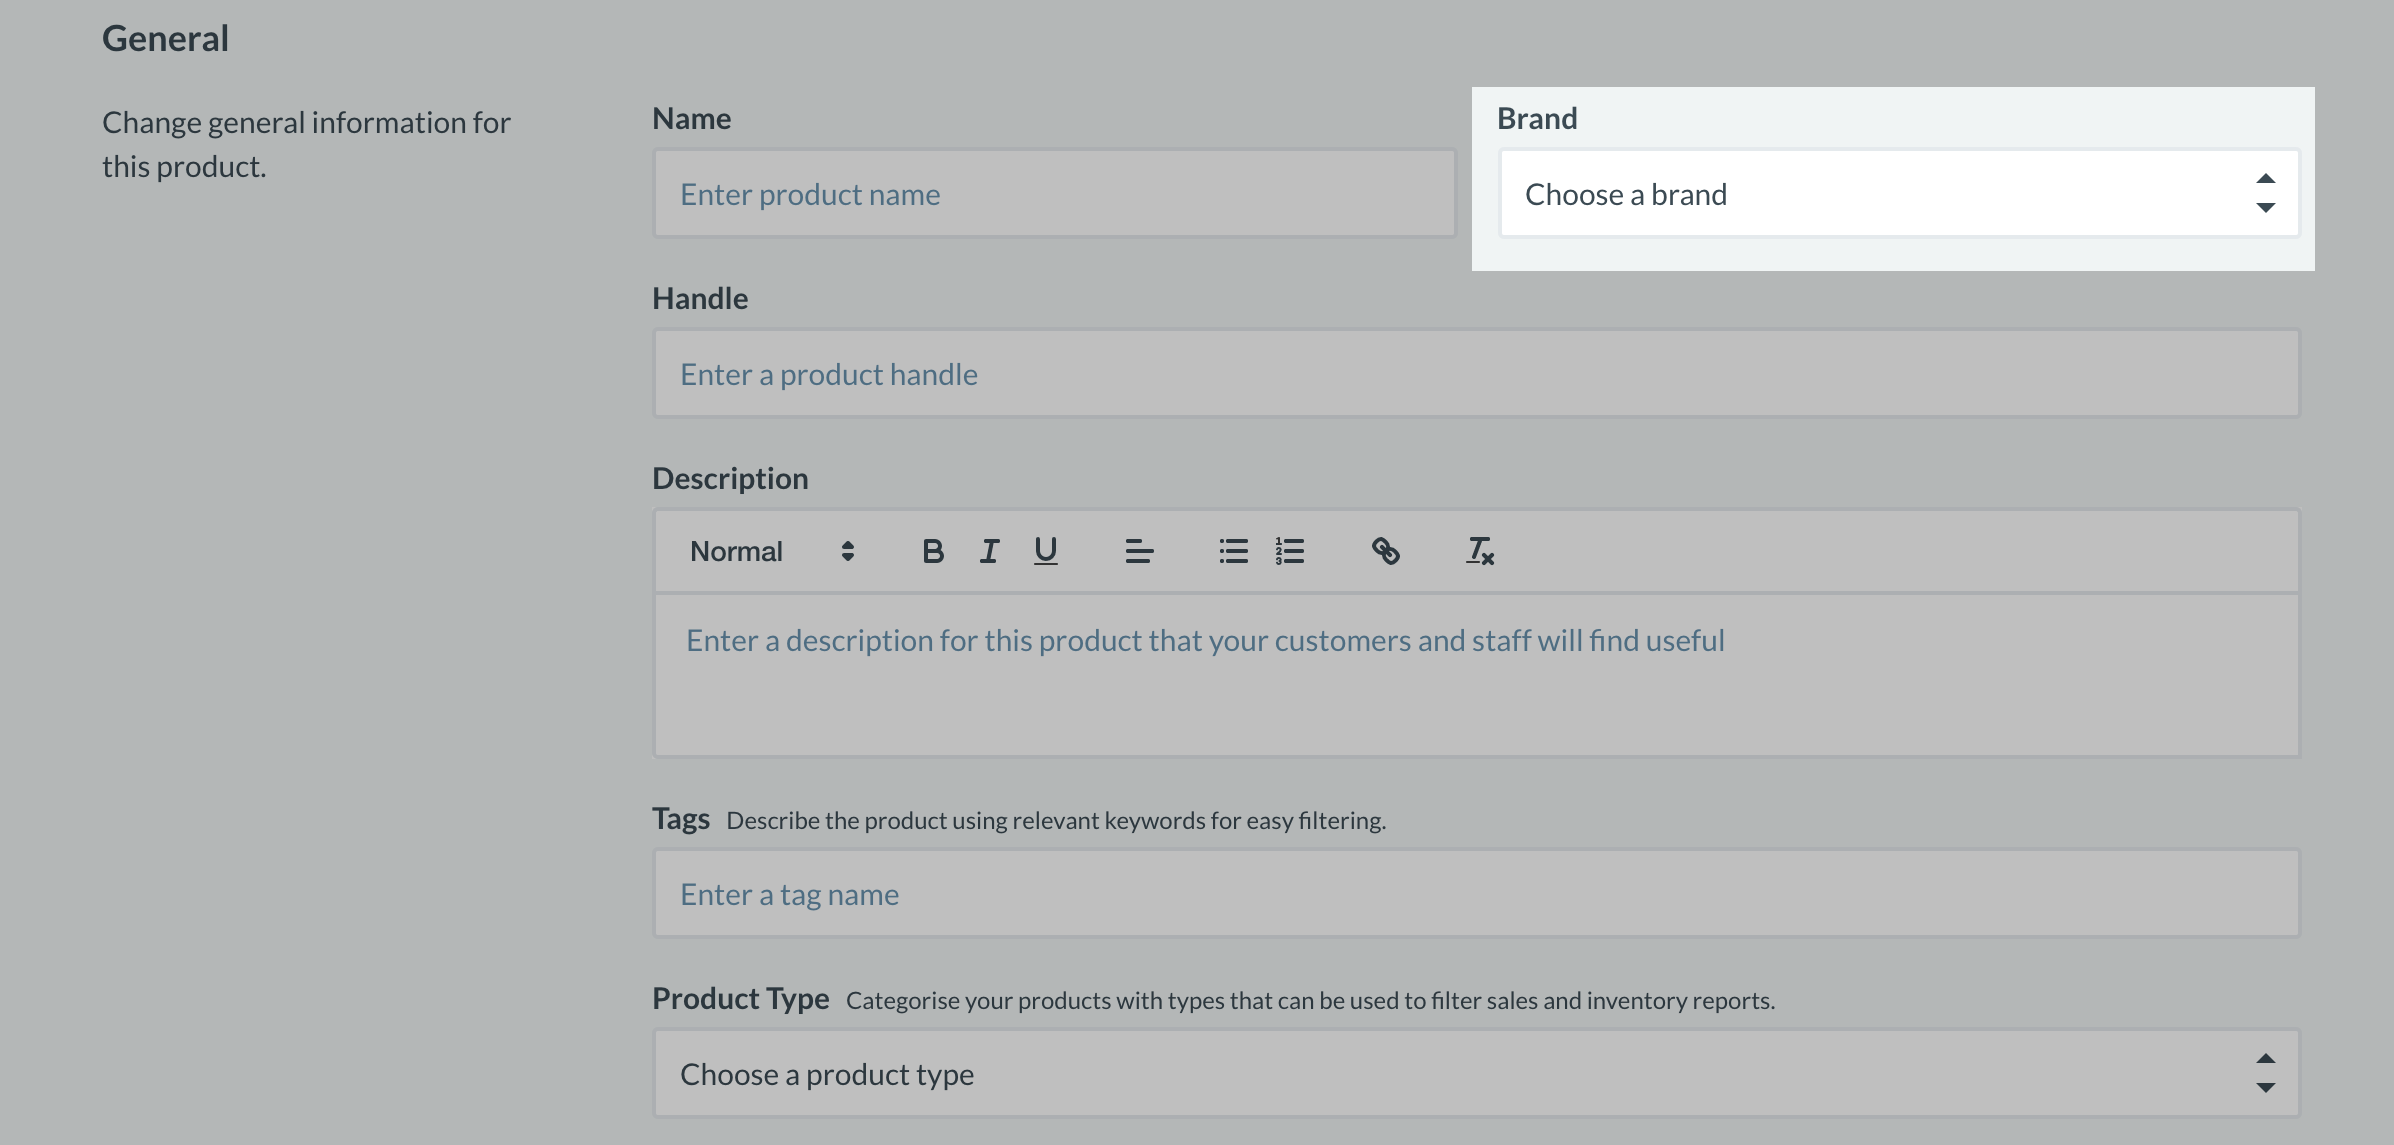 General
Change general information for
this product.
Name
Enter product name
Brand
Choose a brand
Handle
Enter a product handle
Description
Normal B I U
Enter a description for this product that your customers and staff will find useful
Tags Describe the product using relevant keywords for easy filtering.
Enter a tag name
Product Type Categorise your products with types that can be used to filter sales and inventory reports.
Choose a product type